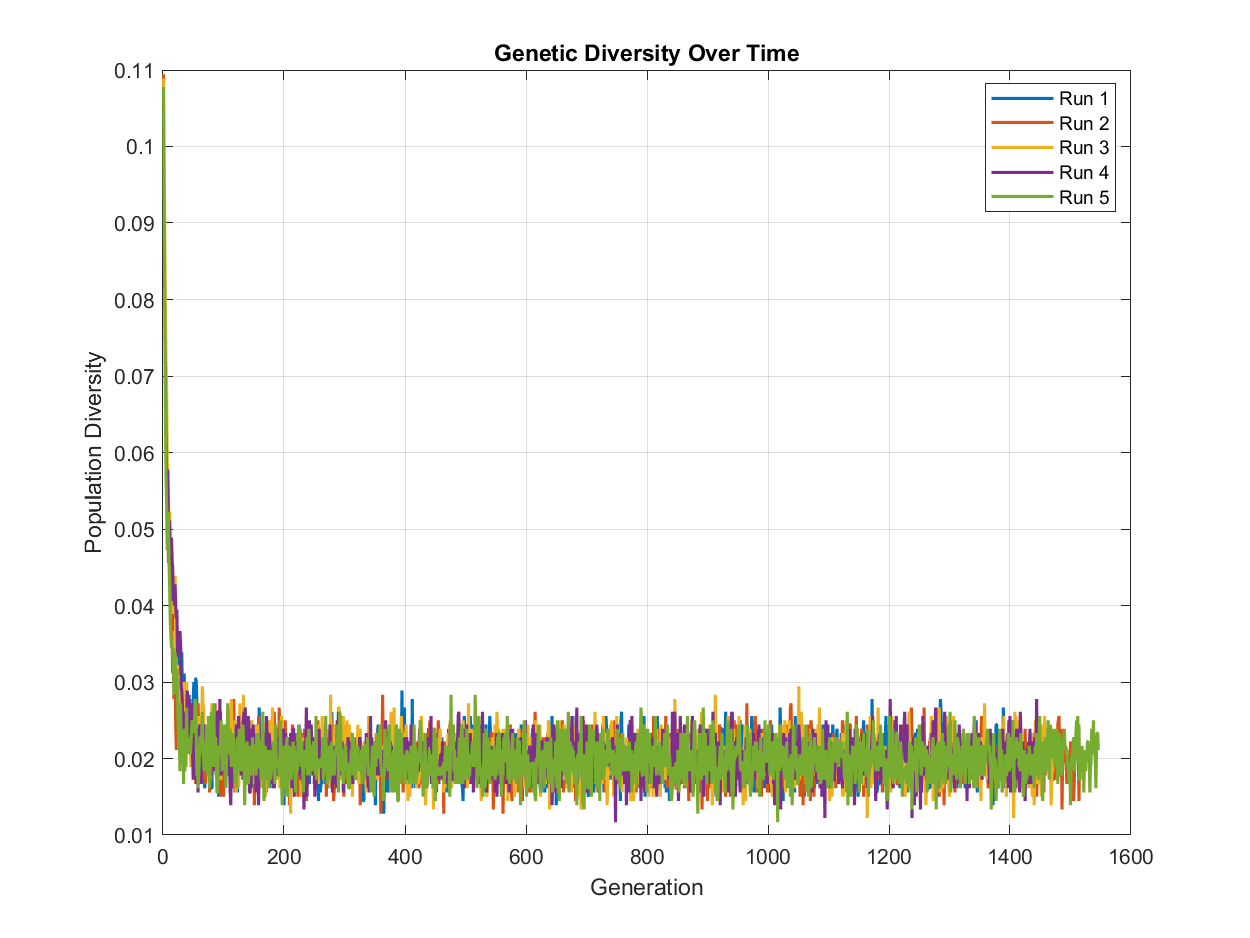 Genetic Diversity Over Time
0.11
0.1
0.09
0.08
0.07
0.06
0.05
0.04
0.03
0.02
0.01
Population Diversity
Run 1
Run 2
Run 3
Run 4
Run 5
0 200 400 600 800 1000 1200 1400 1600
Generation